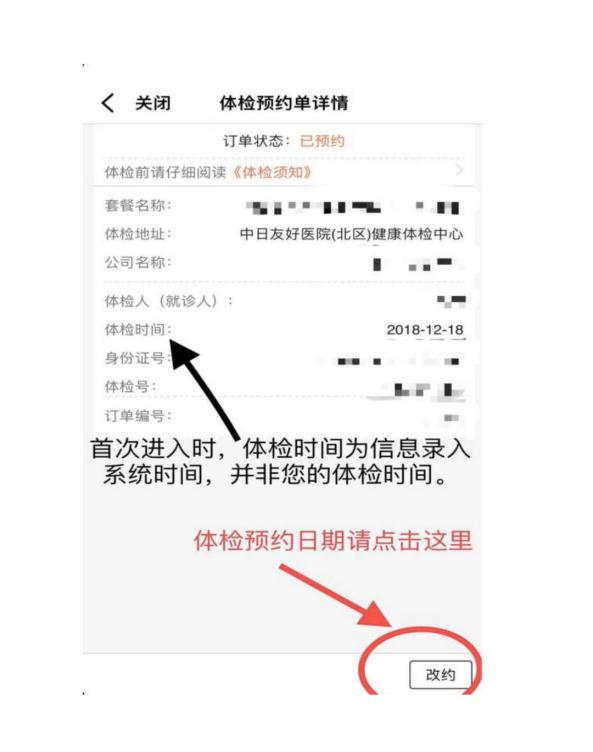 关闭 体检预约单详情
订单状态：已预约
体检前请仔细阅读《体检须知》
套餐名称：
体检地址： 中日友好医院(北区)健康体检中心
公司名称：
体检人（就诊人）：
体检时间： 2018-12-18
身份证号：
体检号：
订单编号：
首次进入时，体检时间为信息录入
系统时间，并非您的体检时间。
体检预约日期请点击这里
改约